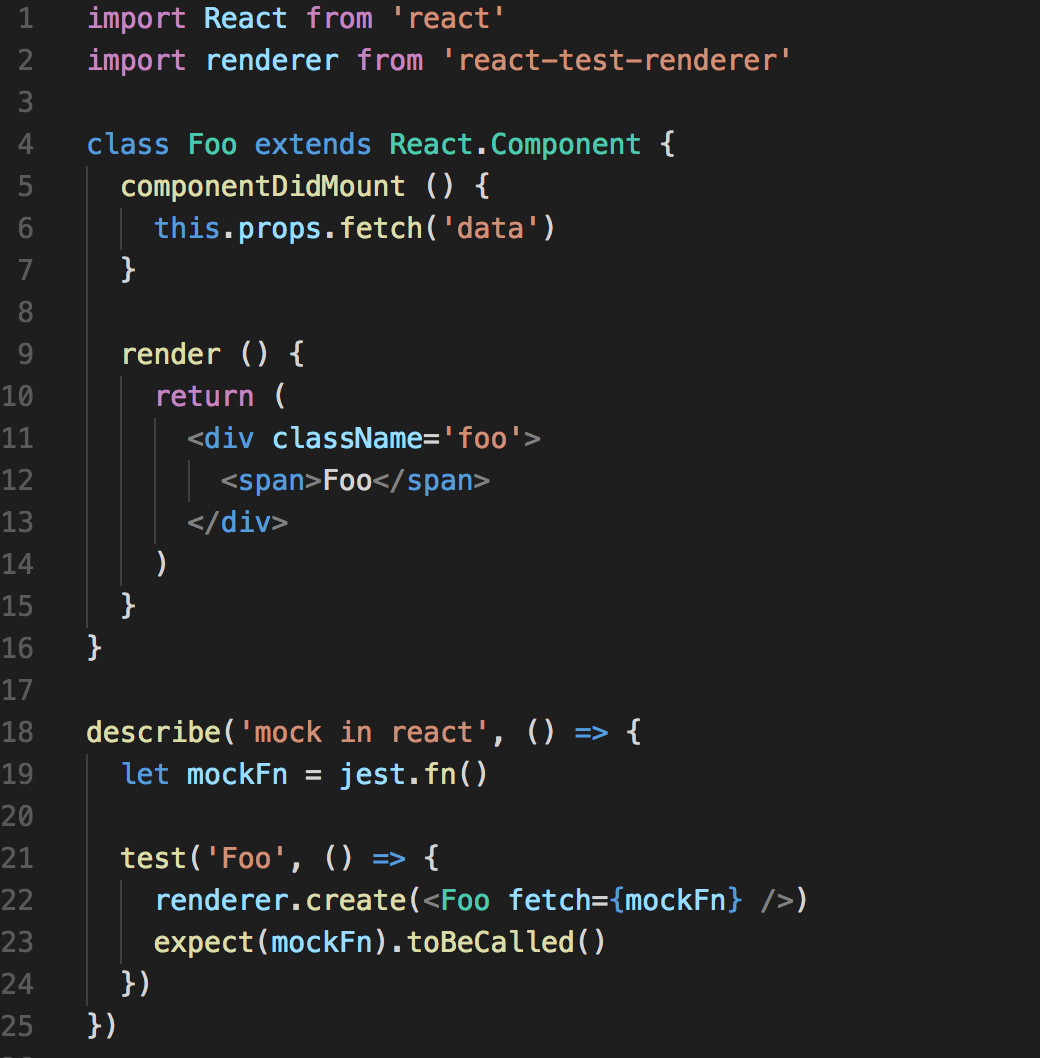 1 import React from 'react'
2 import renderer from 'react-test-renderer'
3
4 class Foo extends React.Component {
5   componentDidMount () {
6     this.props.fetch('data')
7   }
8
9   render () {
10     return (
11       <div className='foo'>
12         <span>Foo</span>
13       </div>
14     )
15   }
16 }
17
18 describe('mock in react', () => {
19   let mockFn = jest.fn()
20
21   test('Foo', () => {
22     renderer.create(<Foo fetch={mockFn} />)
23     expect(mockFn).toBeCalled()
24   })
25 })